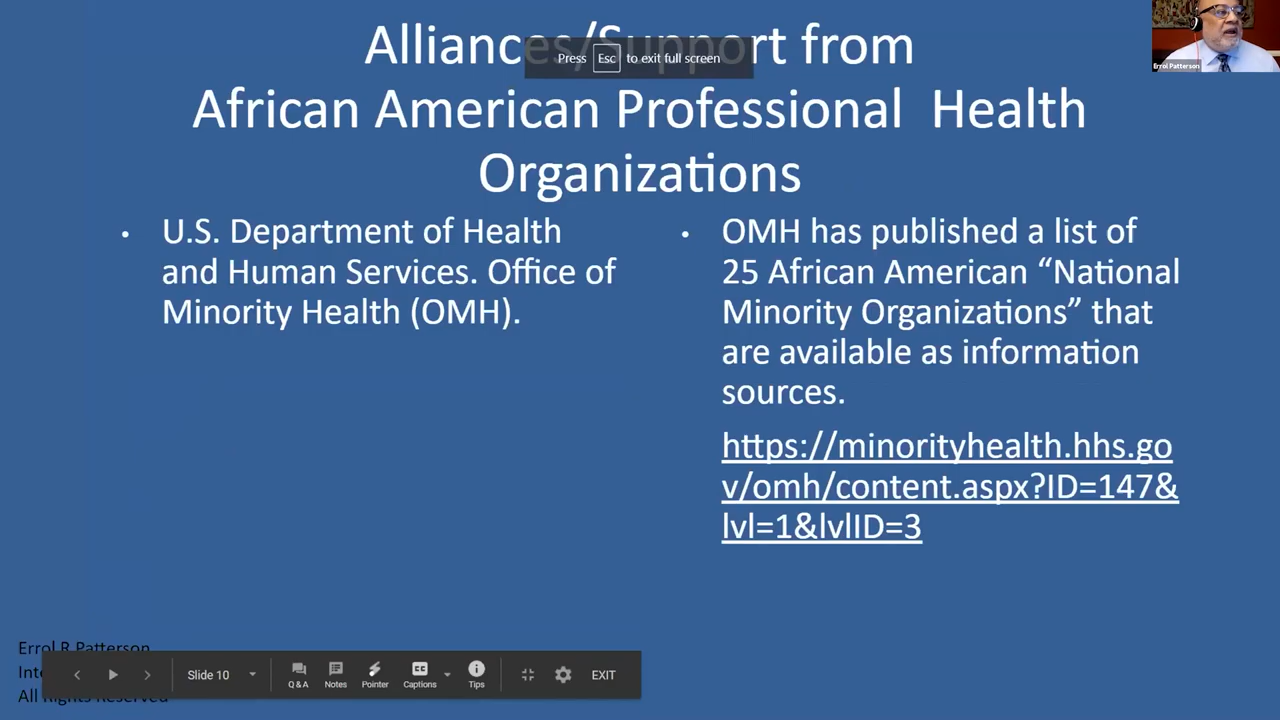 Alliances/Support from
Press Esc to exit full screen
African American Professional Health
Organizations
Errol Patterson
• U.S. Department of Health
and Human Services. Office of
Minority Health (OMH).
• OMH has published a list of
25 African American “National
Minority Organizations” that
are available as information
sources.
https://minorityhealth.hhs.go
v/omh/content.aspx?ID=147&
lvl=1&lvlID=3
Errol R Patterson
All Rights Reserved
Slide 10
Q & A
Notes
Pointer
CC
Captions
Tips
EXIT